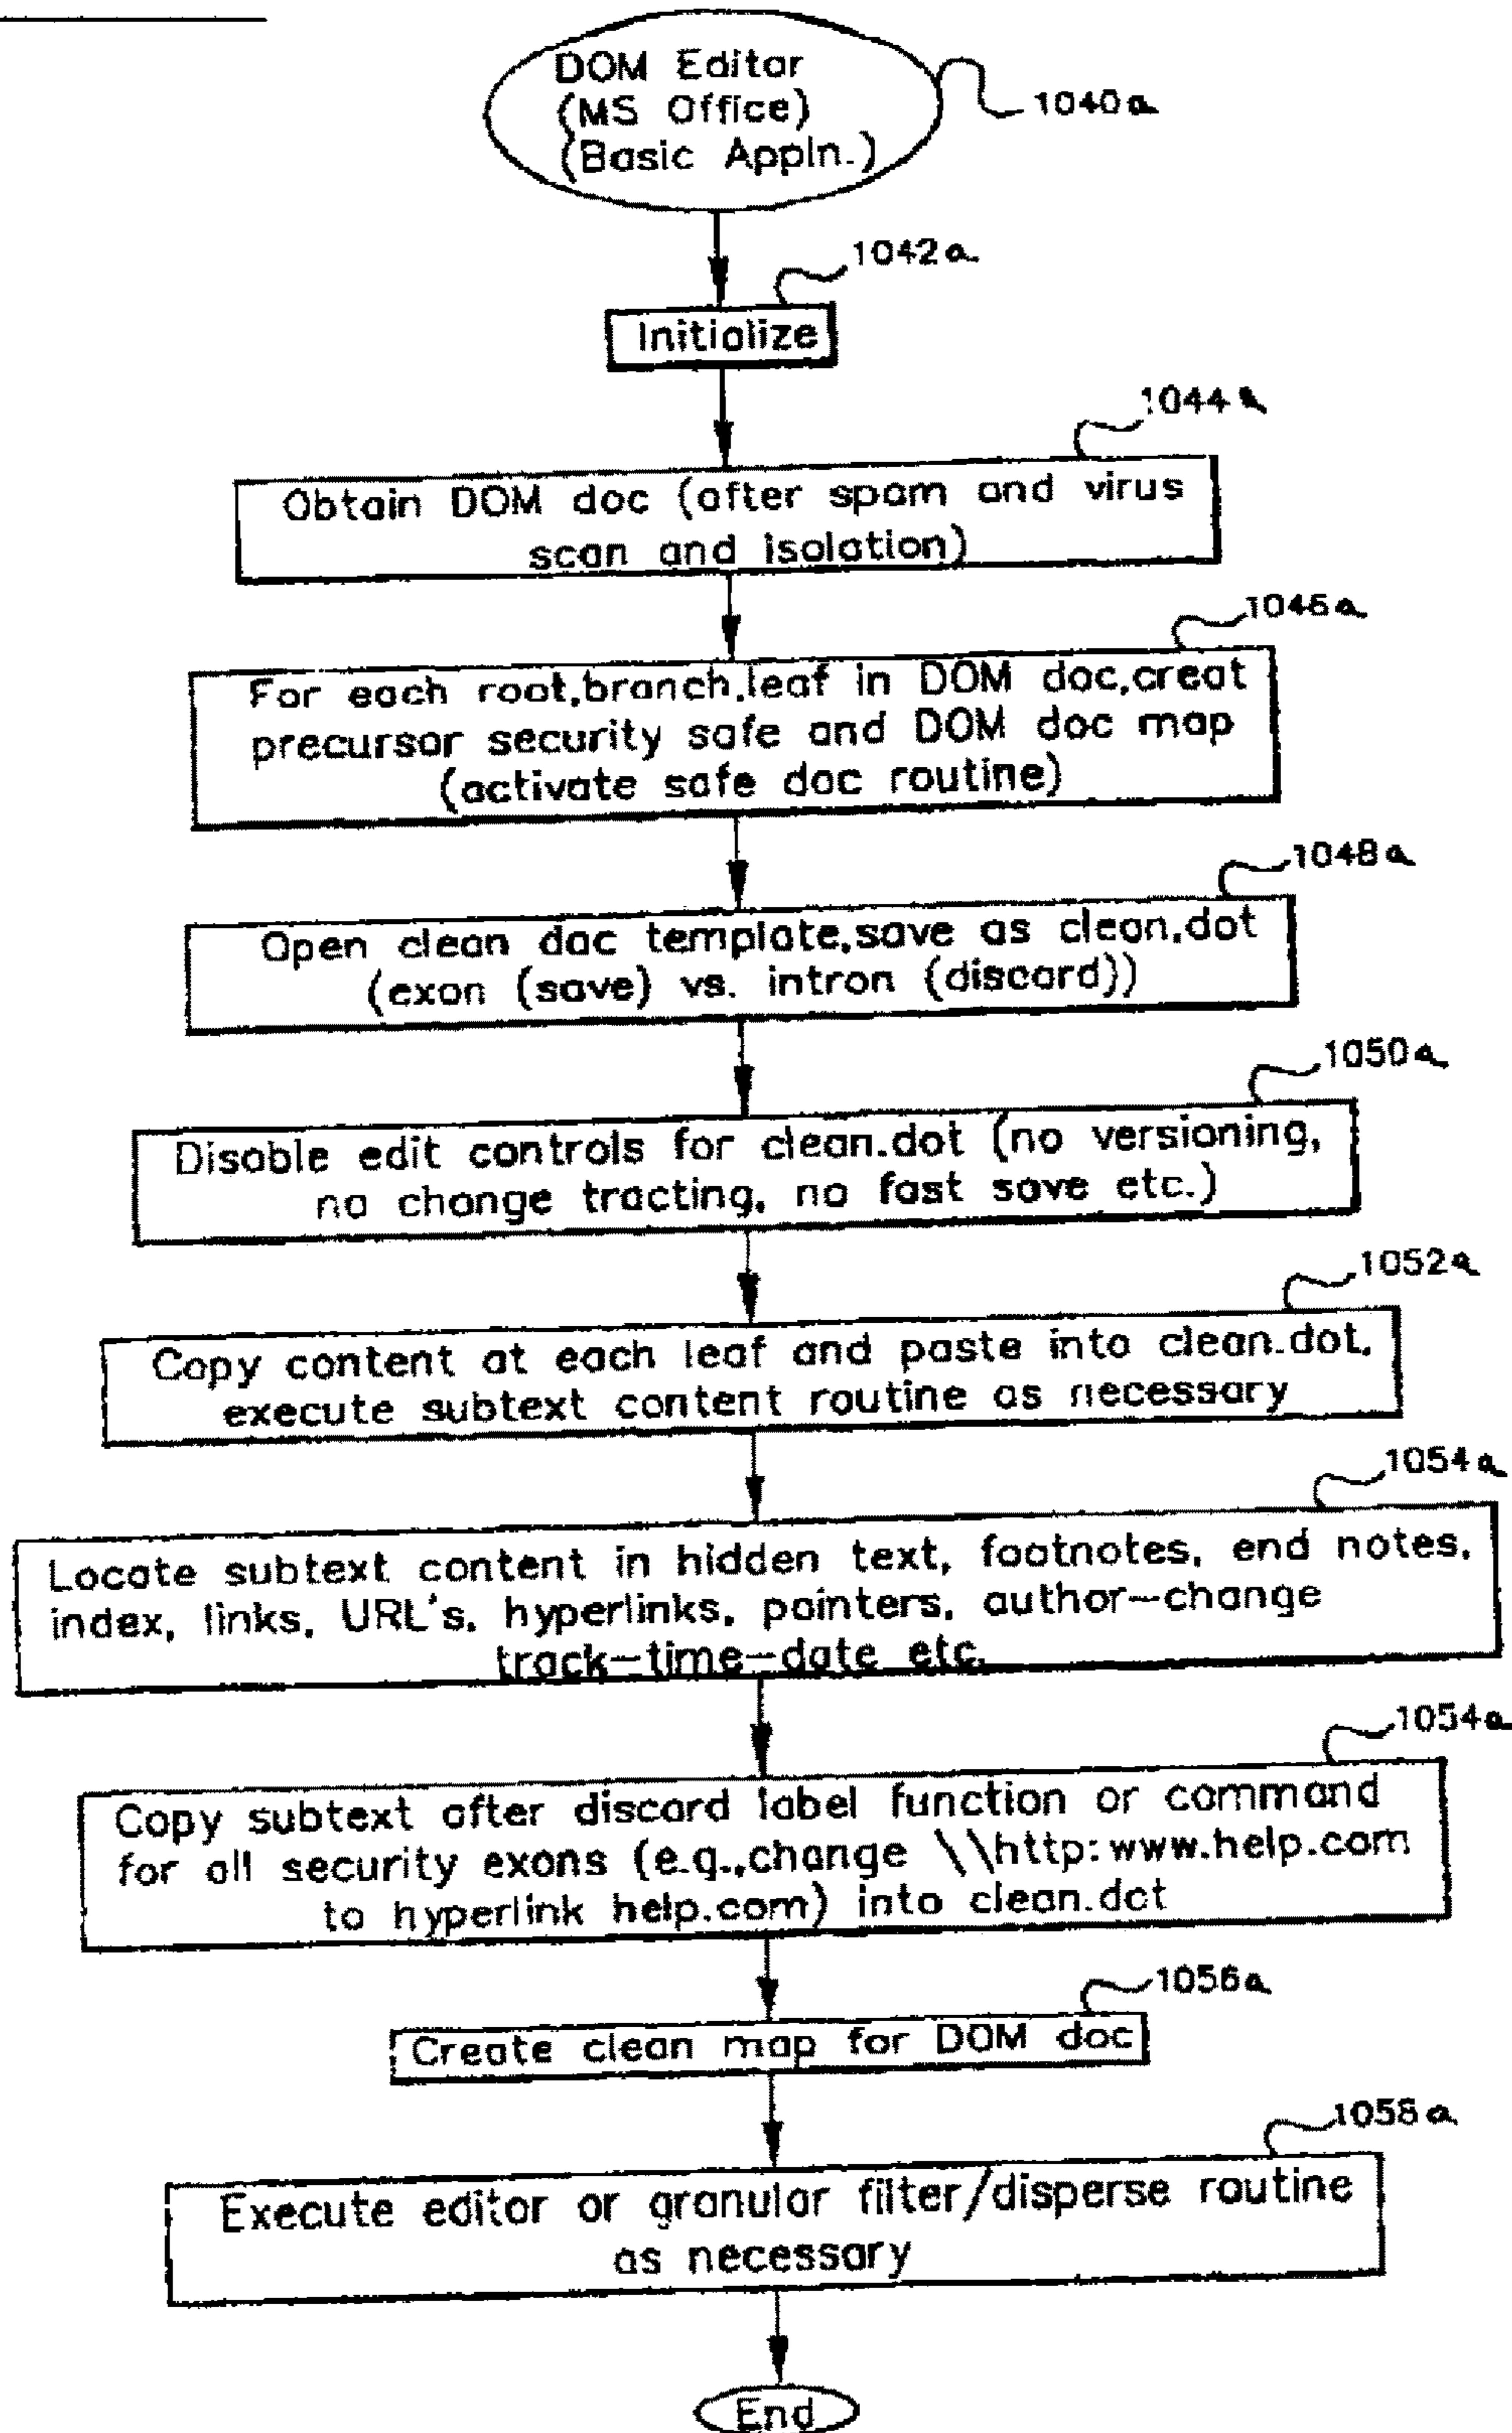 DOM Editor
(MS Office)
(Basic Appln.)
1040a
1042a
Initialize
1044a
Obtain DOM doc (after spam and virus
scan and isolation)
1046a
For each root,branch,leaf in DOM doc,creat
precursor security safe and DOM doc map
(activate safe doc routine)
1048a
Open clean doc template,save as clean.dot
(exon (save) vs. intron (discard))
1050a
Disable edit controls for clean.dot (no versioning,
no change tracting, no fast save etc.)
1052a
Copy content at each leaf and paste into clean.dot,
execute subtext content routine as necessary
1054a
Locate subtext content in hidden text, footnotes, end notes,
index, links, URL's, hyperlinks, pointers, author-change
track-time-date etc.
1054a
Copy subtext after discard label function or command
for all security exons (e.g.,change \\http:www.help.com
to hyperlink help.com) into clean.dot
1056a
Create clean map for DOM doc
1058a
Execute editor or granular filter/disperse routine
as necessary
End